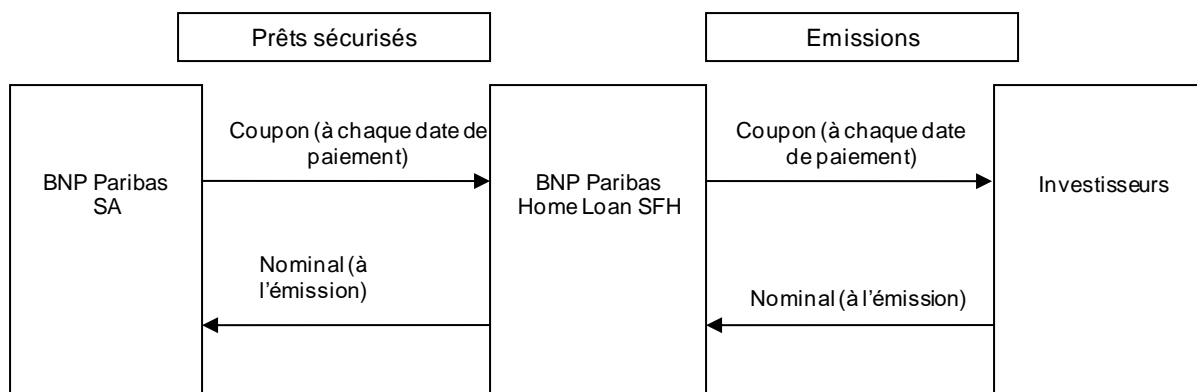 Prêts sécurisés
Emissions
Coupon (à chaque date de
paiement)
Coupon (à chaque date
de paiement)
BNP Paribas
SA
BNP Paribas
Home Loan SFH
Investisseurs
Nominal (à
l'émission)
Nominal (à l'émission)